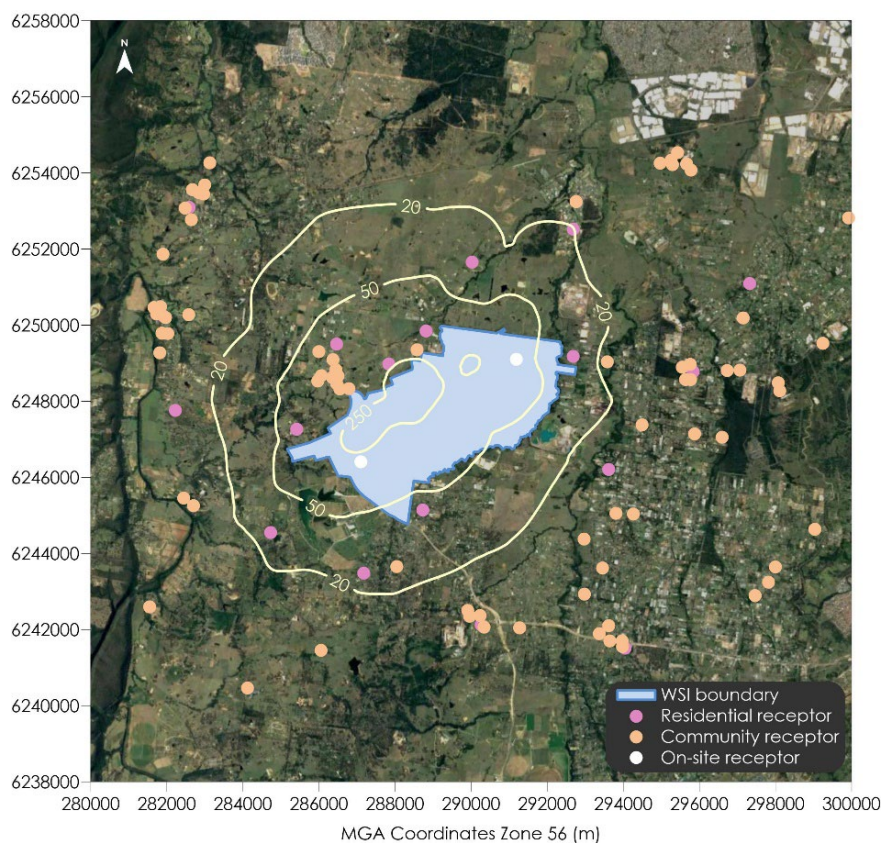 6258000
6256000
6254000
6252000
6250000
6248000
6246000
6244000
6242000
6240000
6238000
N
20
50
20
20
250
50
20
WSI boundary
Residential receptor
Community receptor
On-site receptor
280000 282000 284000 286000 288000 290000 292000 294000 296000 298000 300000
MGA Coordinates Zone 56 (m)